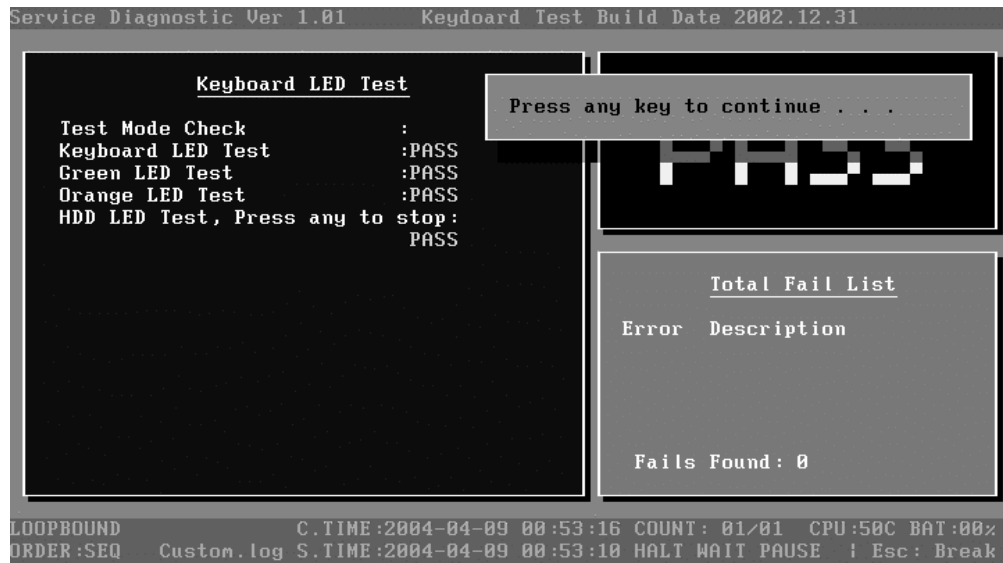 Service Diagnostic Ver 1.01 Keydoard Test Build Date 2002.12.31
Keyboard LED Test
Test Mode Check :
Keyboard LED Test :PASS
Green LED Test :PASS
Orange LED Test :PASS
HDD LED Test, Press any to stop:
PASS
Press any key to continue . . .
PASS
Total Fail List
Error Description
Fails Found: 0
LOOPBOUND C.TIME:2004-04-09 00:53:16 COUNT: 01/01 CPU:50C BAT:00%
ORDER:SEQ Custom.log S.TIME:2004-04-09 00:53:10 HALT WAIT PAUSE ¦ Esc: Break